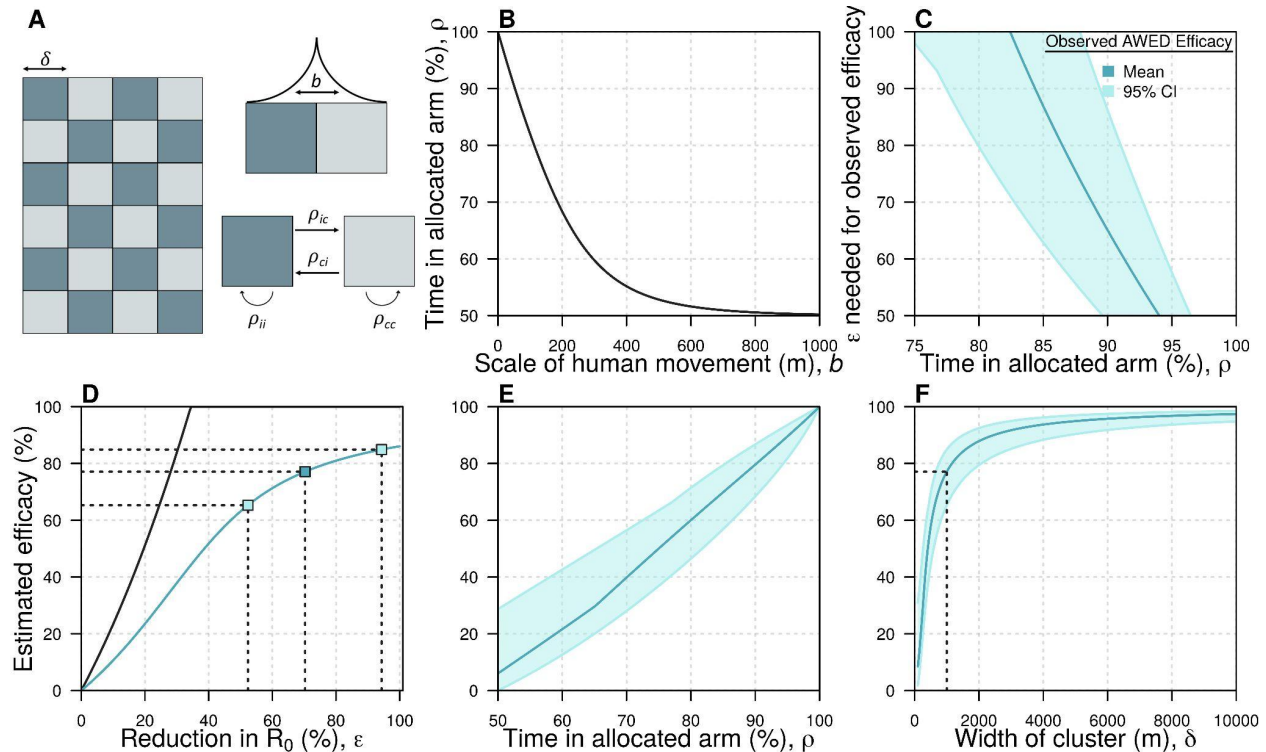 A
δ
b
ρic
ρci
ρii
ρcc
B
Time in allocated arm (%), ρ
100
90
80
70
60
50
0 200 400 600 800 1000
Scale of human movement (m), b
C
ε needed for observed efficacy
Observed AWED Efficacy
Mean
95% CI
100
90
80
70
60
50
75 80 85 90 95 100
Time in allocated arm (%), ρ
D
Estimated efficacy (%)
100
80
60
40
20
0
0 20 40 60 80 100
Reduction in R0 (%), ε
E
100
80
60
40
20
0
50 60 70 80 90 100
Time in allocated arm (%), ρ
F
100
80
60
40
20
0
0 2000 4000 6000 8000 10000
Width of cluster (m), δ